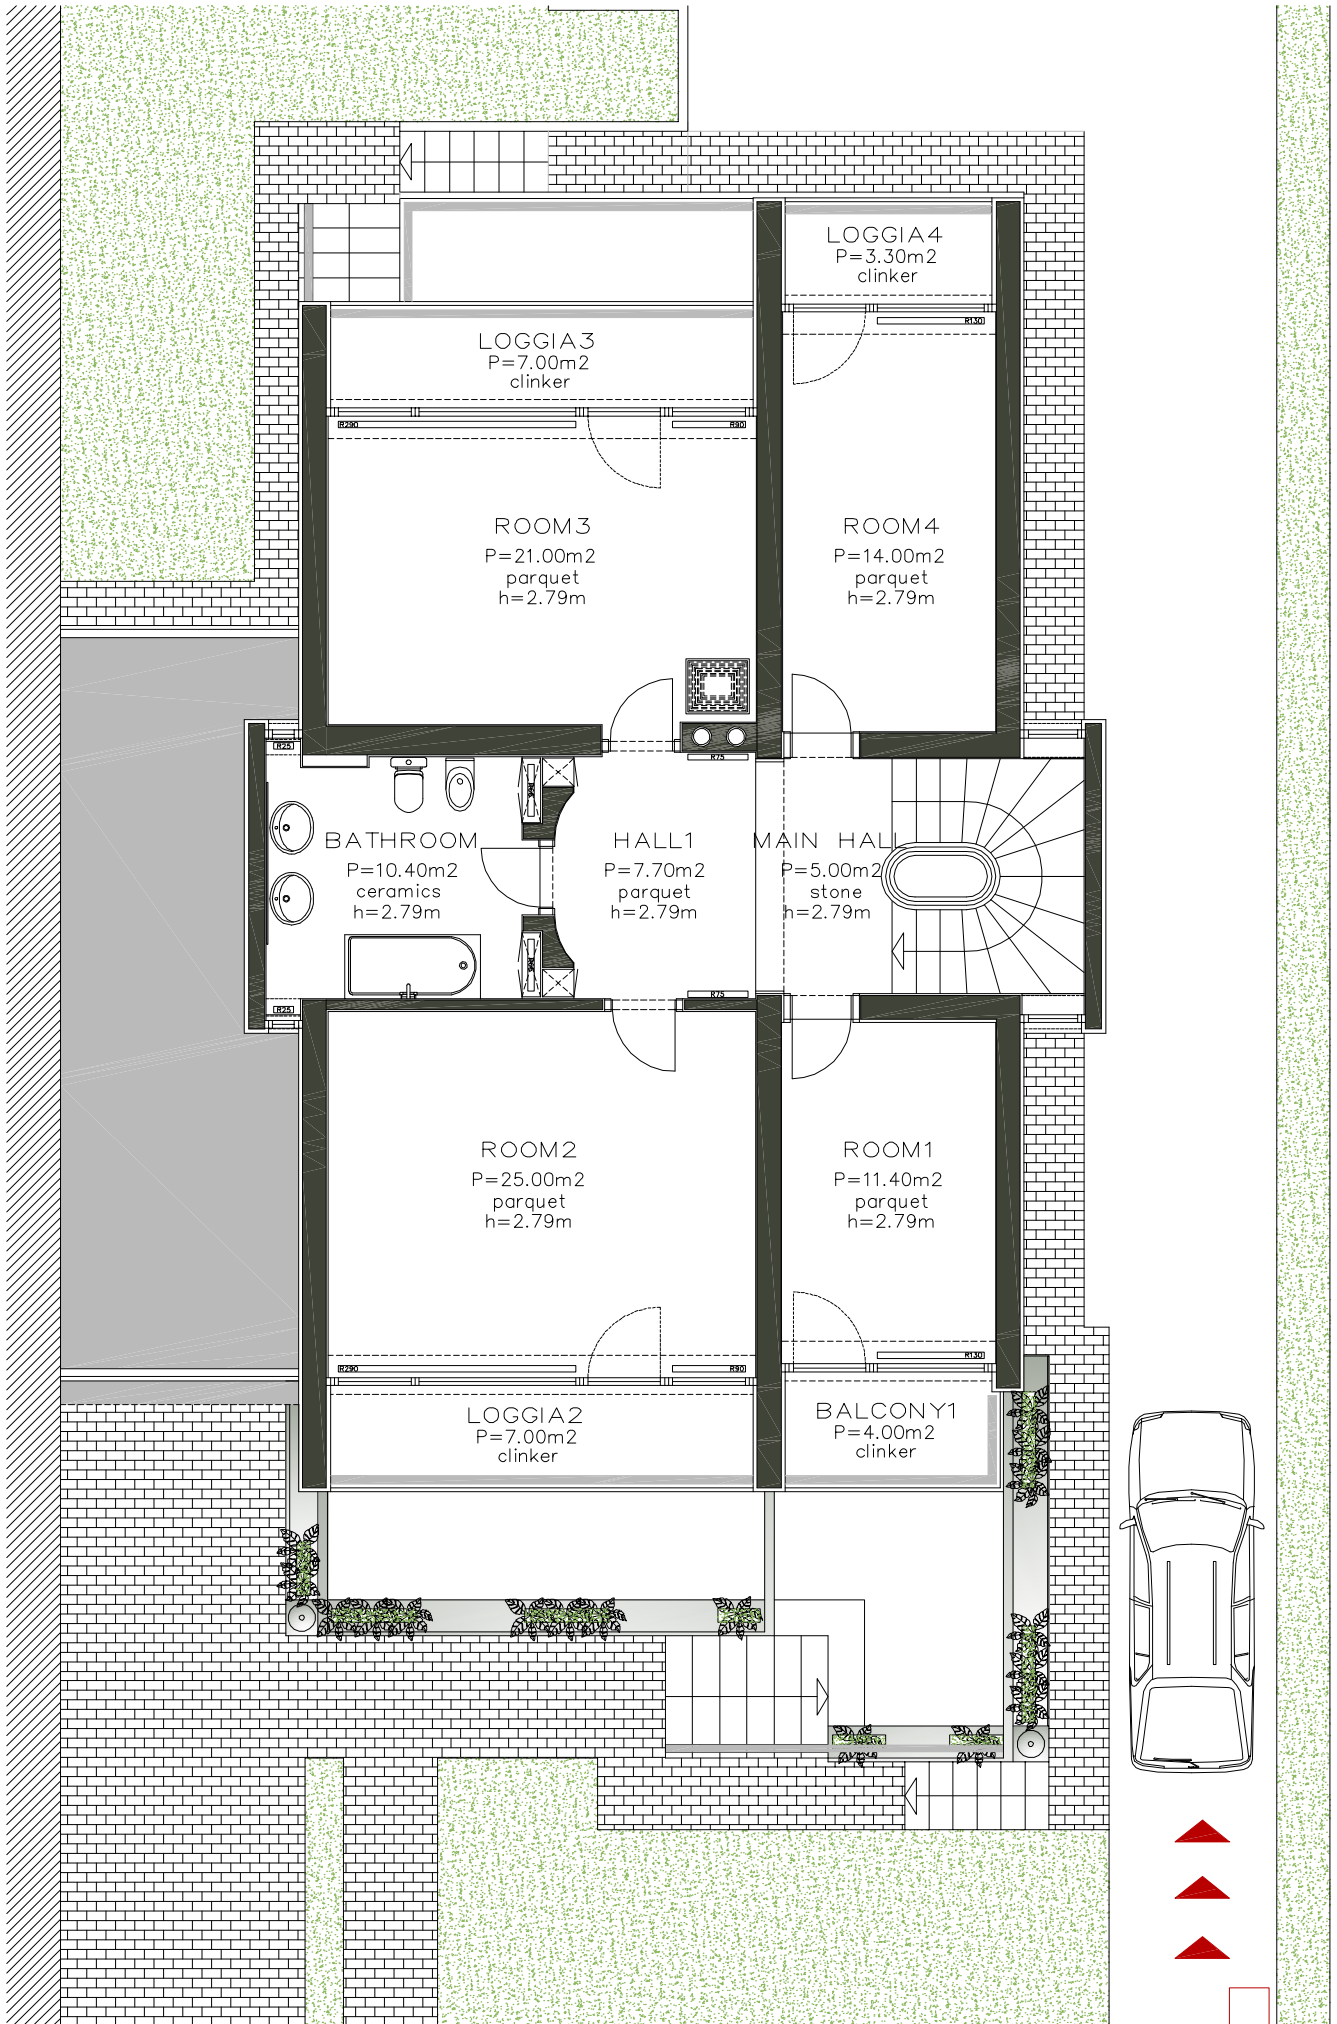 LOGGIA4
P=3.30m2
clinker
R130
LOGGIA3
P=7.00m2
clinker
R290
R90
ROOM3
P=21.00m2
parquet
h=2.79m
ROOM4
P=14.00m2
parquet
h=2.79m
R25
R75
BATHROOM
P=10.40m2
ceramics
h=2.79m
HALL1
P=7.70m2
parquet
h=2.79m
MAIN HALL
P=5.00m2
stone
h=2.79m
R75
R25
ROOM2
P=25.00m2
parquet
h=2.79m
ROOM1
P=11.40m2
parquet
h=2.79m
R290
R90
R130
LOGGIA2
P=7.00m2
clinker
BALCONY1
P=4.00m2
clinker